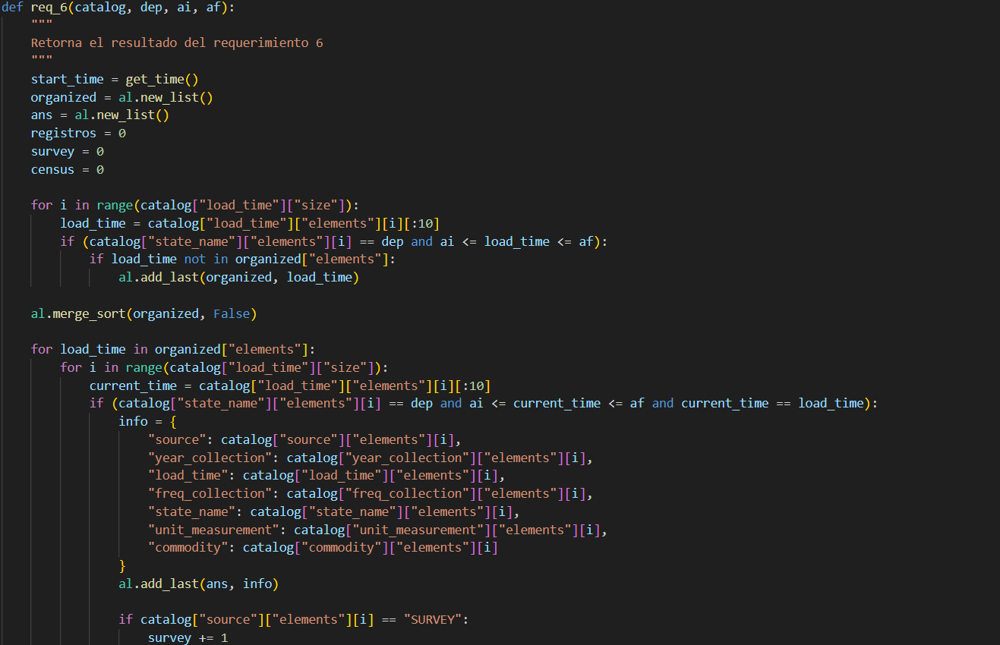 def req_6(catalog, dep, ai, af):
    """
    Retorna el resultado del requerimiento 6
    """
    start_time = get_time()
    organized = al.new_list()
    ans = al.new_list()
    registros = 0
    survey = 0
    census = 0

    for i in range(catalog["load_time"]["size"]):
        load_time = catalog["load_time"]["elements"][i][:10]
        if (catalog["state_name"]["elements"][i] == dep and ai <= load_time <= af):
            if load_time not in organized["elements"]:
                al.add_last(organized, load_time)

    al.merge_sort(organized, False)

    for load_time in organized["elements"]:
        for i in range(catalog["load_time"]["size"]):
            current_time = catalog["load_time"]["elements"][i][:10]
            if (catalog["state_name"]["elements"][i] == dep and ai <= current_time <= af and current_time == load_time):
                info = {
                    "source": catalog["source"]["elements"][i],
                    "year_collection": catalog["year_collection"]["elements"][i],
                    "load_time": catalog["load_time"]["elements"][i],
                    "freq_collection": catalog["freq_collection"]["elements"][i],
                    "state_name": catalog["state_name"]["elements"][i],
                    "unit_measurement": catalog["unit_measurement"]["elements"][i],
                    "commodity": catalog["commodity"]["elements"][i]
                }
                al.add_last(ans, info)

                if catalog["source"]["elements"][i] == "SURVEY":
                    survey += 1